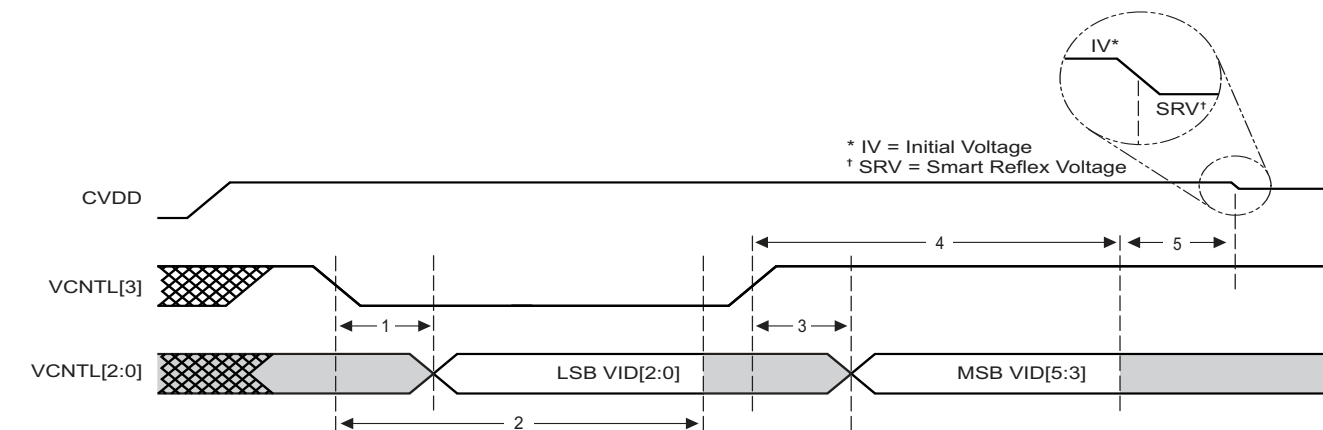 IV*
SRV†
* IV = Initial Voltage
† SRV = Smart Reflex Voltage
CVDD
4
5
VCNTL[3]
1
3
VCNTL[2:0]
LSB VID[2:0]
MSB VID[5:3]
2